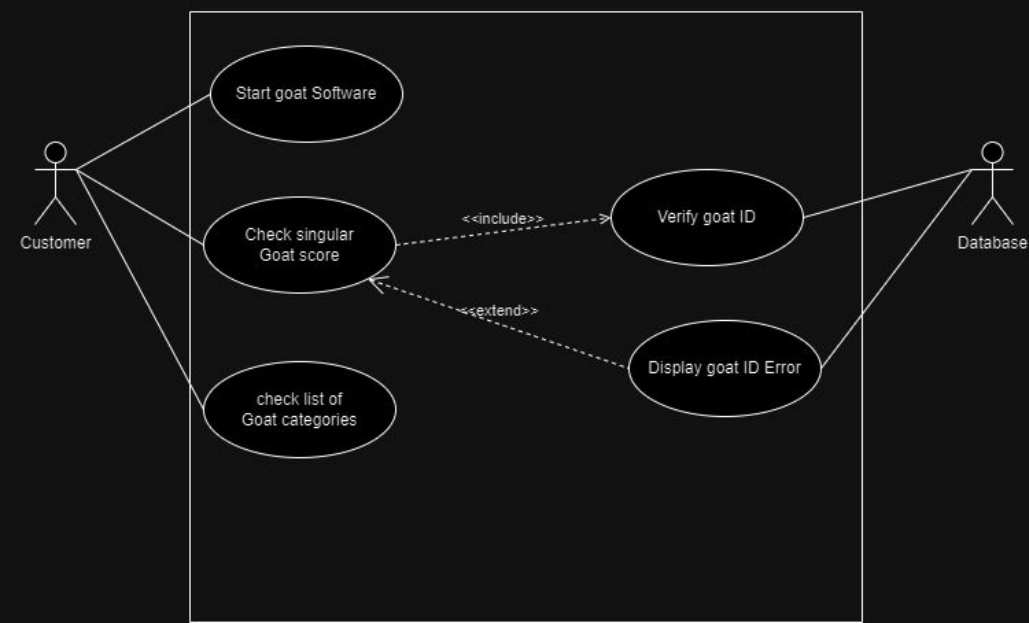 Start goat Software
Customer
Check singular
Goat score
<<include>>
Verify goat ID
Database
<<extend>>
Display goat ID Error
check list of
Goat categories